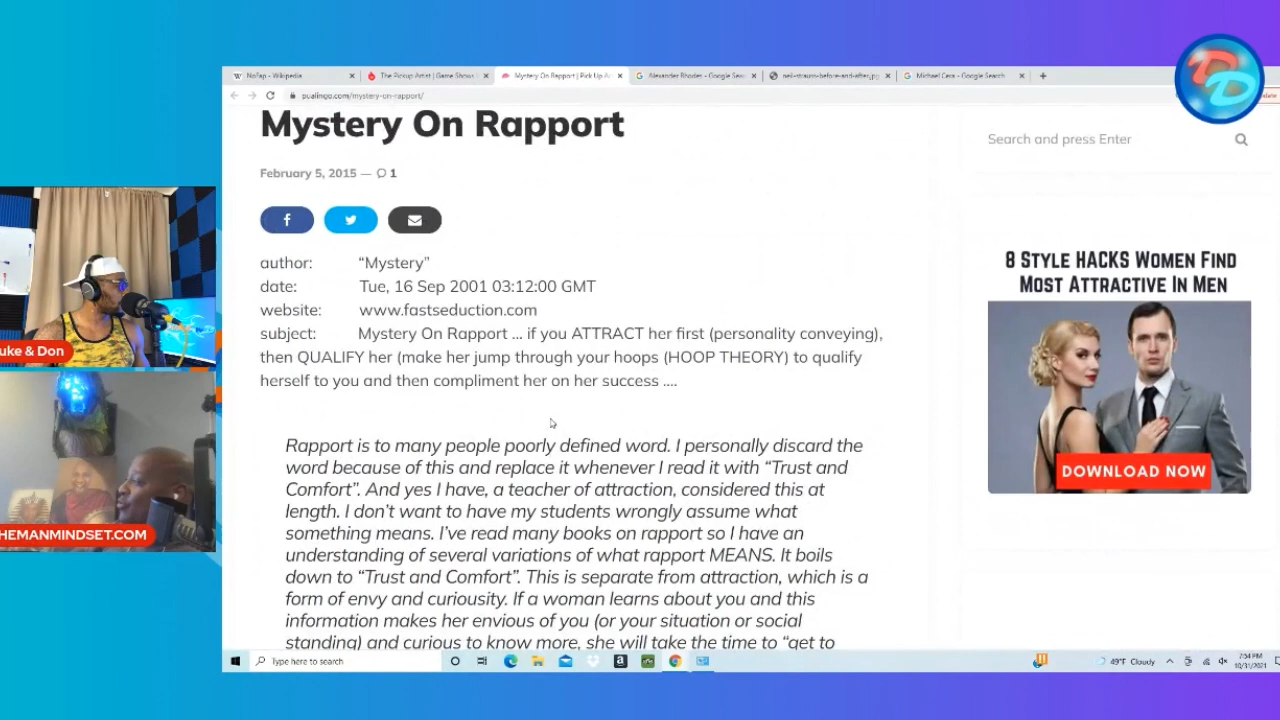 NoFap - Wikipedia
The Pickup Artist | Game Shows
Mystery On Rapport | Pick Up Ar
Alexander Rhodes - Google Sear
neil-strauss-before-and-after.jpg
Michael Cera - Google Search
pualingo.com/mystery-on-rapport/
DD
Mystery On Rapport
Search and press Enter
February 5, 2015 — 1
author: “Mystery”
date: Tue, 16 Sep 2001 03:12:00 GMT
website: www.fastseduction.com
subject: Mystery On Rapport ... if you ATTRACT her first (personality conveying),
then QUALIFY her (make her jump through your hoops (HOOP THEORY) to qualify
herself to you and then compliment her on her success ....
8 STYLE HACKS WOMEN FIND
MOST ATTRACTIVE IN MEN
DOWNLOAD NOW
uke & Don
HEMANMINDSET.COM
Rapport is to many people poorly defined word. I personally discard the
word because of this and replace it whenever I read it with “Trust and
Comfort”. And yes I have, a teacher of attraction, considered this at
length. I don’t want to have my students wrongly assume what
something means. I’ve read many books on rapport so I have an
understanding of several variations of what rapport MEANS. It boils
down to “Trust and Comfort”. This is separate from attraction, which is a
form of envy and curiousity. If a woman learns about you and this
information makes her envious of you (or your situation or social
standing) and curious to know more, she will take the time to “get to
Type here to search
49°F Cloudy
7:54 PM
10/31/2021